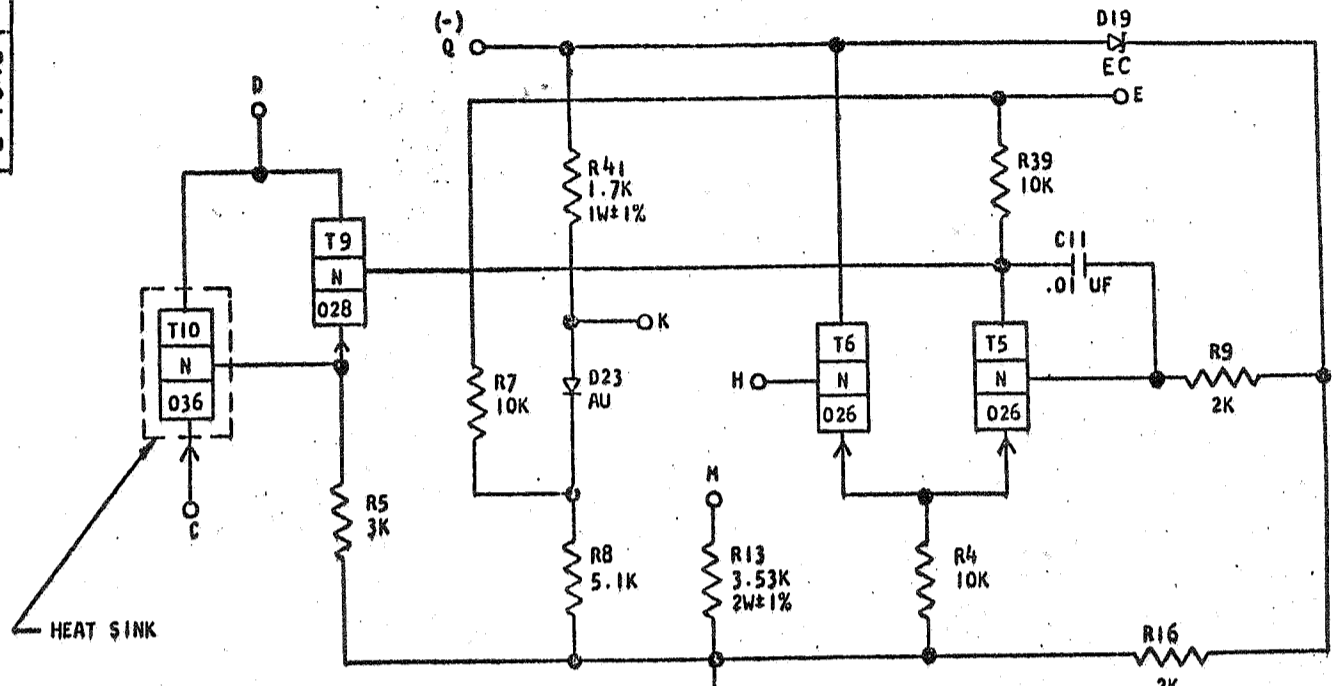 (-)
Q
D19
EC
E
D
R41
1.7K
1W±1%
R39
10K
T9
N
028
C11
.01 UF
T10
N
036
K
R7
10K
D23
AU
H
T6
N
026
T5
N
026
R9
2K
C
R5
3K
M
R8
5.1K
R13
3.53K
2W±1%
R4
10K
HEAT SINK
R16
2K